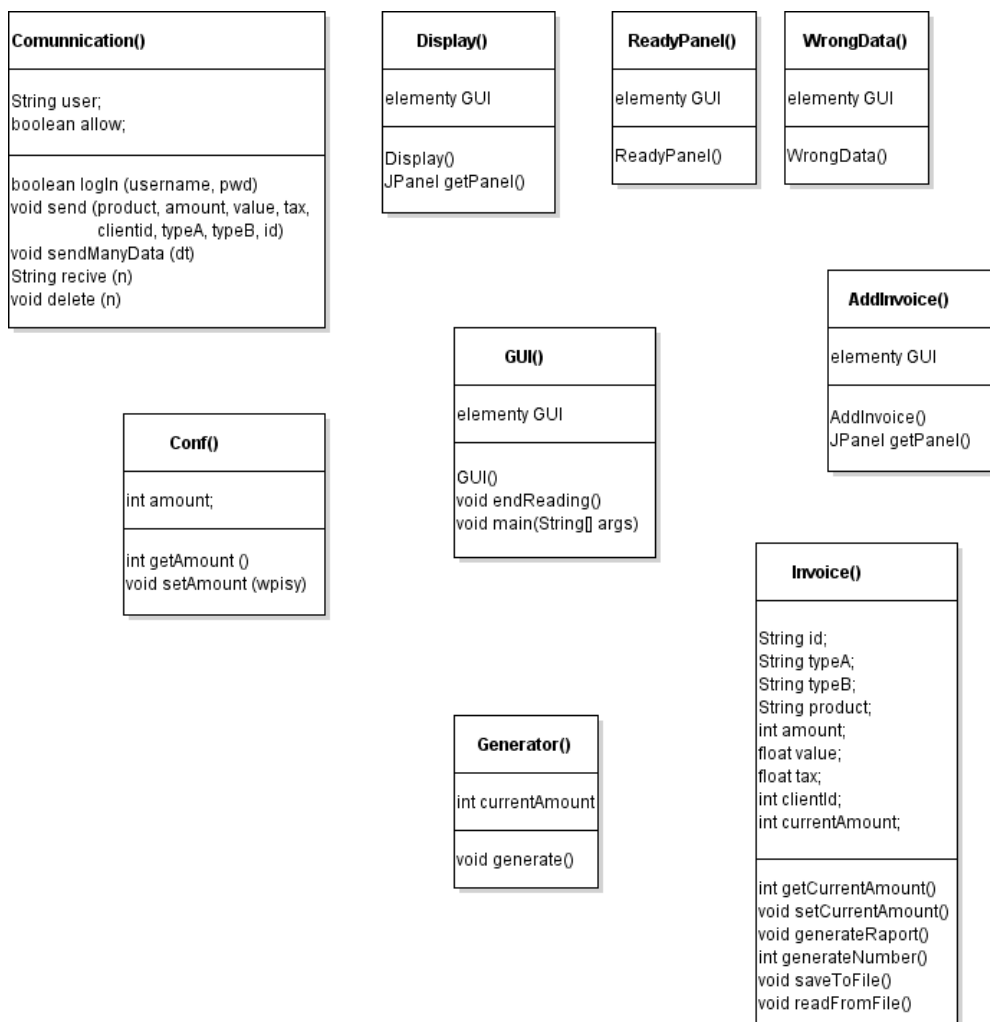 Comunnication()
String user;
boolean allow;
boolean logIn (username, pwd)
void send (product, amount, value, tax,
clientid, typeA, typeB, id)
void sendManyData (dt)
String recive (n)
void delete (n)
Display()
elementy GUI
Display()
JPanel getPanel()
ReadyPanel()
elementy GUI
ReadyPanel()
WrongData()
elementy GUI
WrongData()
AddInvoice()
elementy GUI
AddInvoice()
JPanel getPanel()
GUI()
elementy GUI
GUI()
void endReading()
void main(String[] args)
Conf()
int amount;
int getAmount ()
void setAmount (wpisy)
Invoice()
String id;
String typeA;
String typeB;
String product;
int amount;
float value;
float tax;
int clientId;
int currentAmount;
int getCurrentAmount()
void setCurrentAmount()
void generateRaport()
int generateNumber()
void saveToFile()
void readFromFile()
Generator()
int currentAmount
void generate()